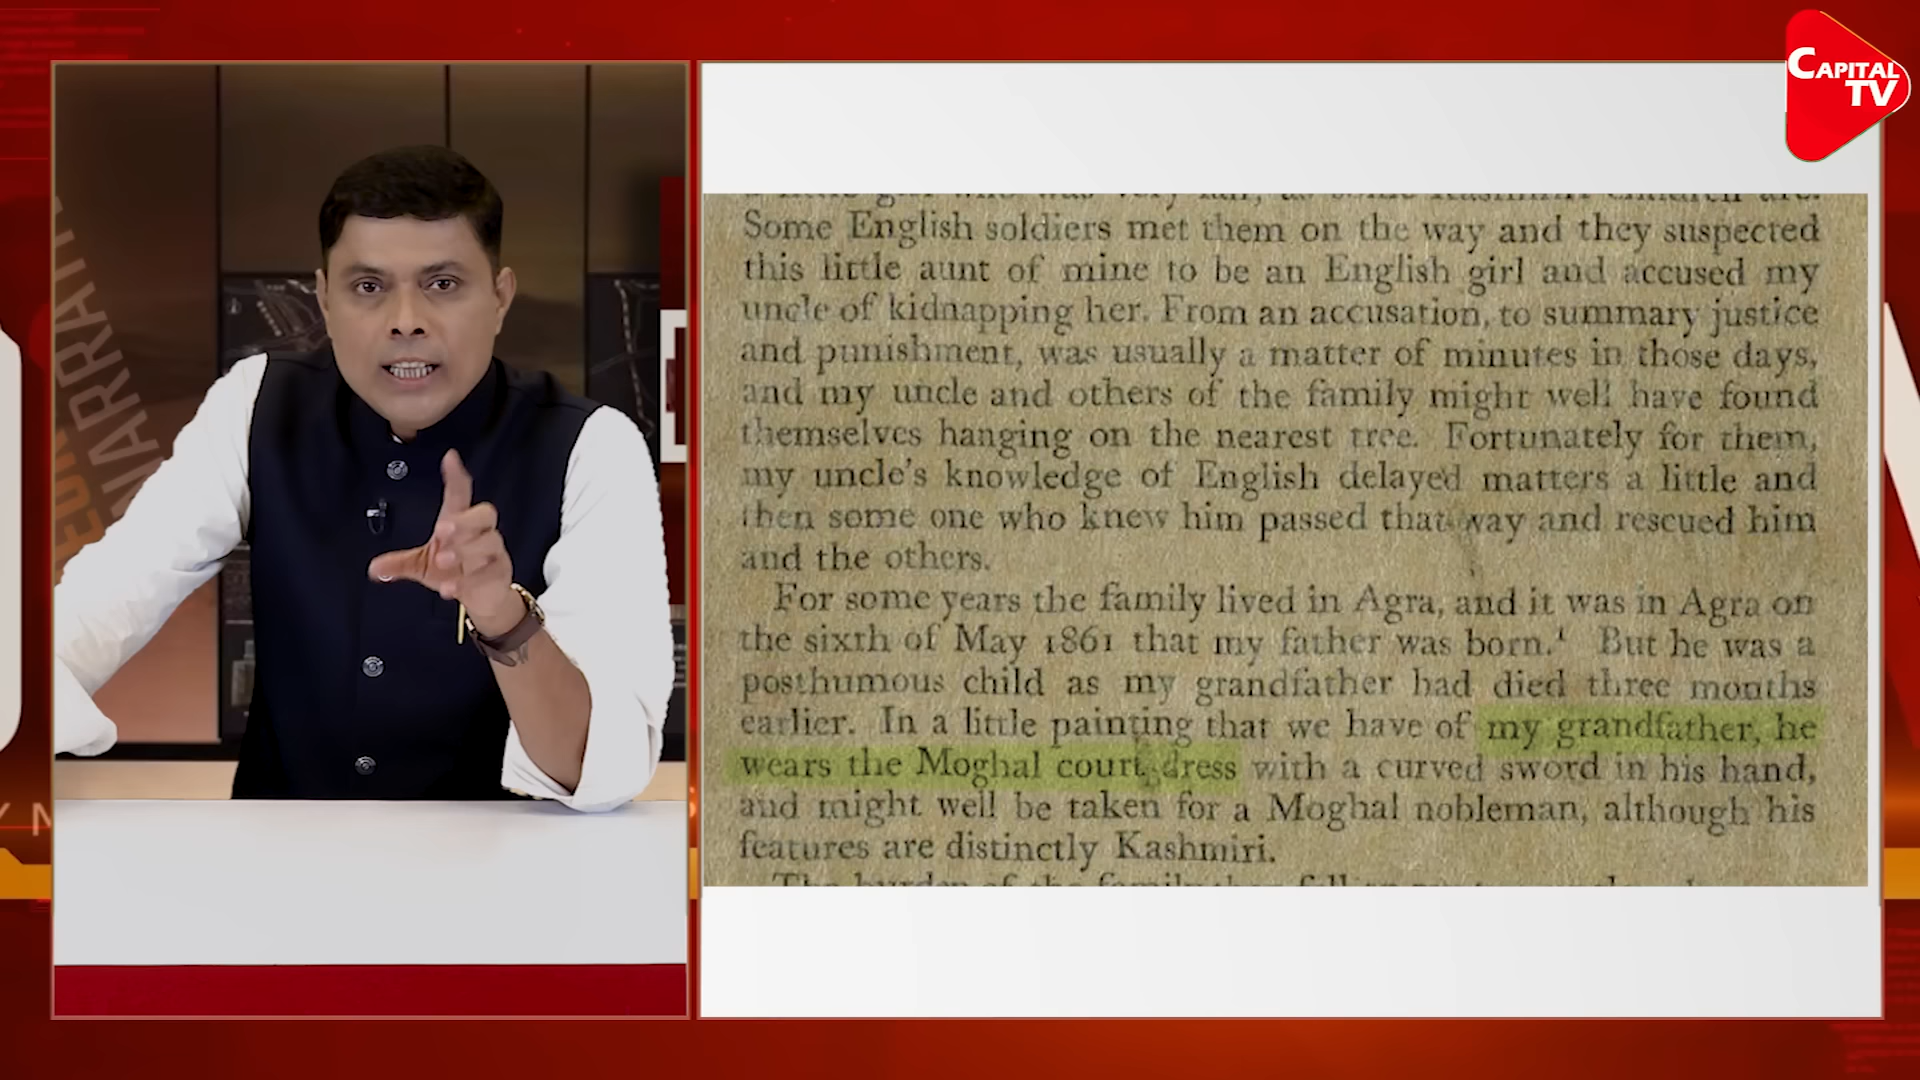 CAPITAL
TV
NARRATI
Some English soldiers met them on the way and they suspected
this little aunt of mine to be an English girl and accused my
uncle of kidnapping her. From an accusation, to summary justice
and punishment, was usually a matter of minutes in those days,
and my uncle and others of the family might well have found
themselves hanging on the nearest tree. Fortunately for them,
my uncle's knowledge of English delayed matters a little and
then some one who knew him passed that way and rescued him
and the others.
For some years the family lived in Agra, and it was in Agra on
the sixth of May 1861 that my father was born.¹ But he was a
posthumous child as my grandfather had died three months
earlier. In a little painting that we have of my grandfather, he
wears the Moghal court dress with a curved sword in his hand,
and might well be taken for a Moghal nobleman, although his
features are distinctly Kashmiri.